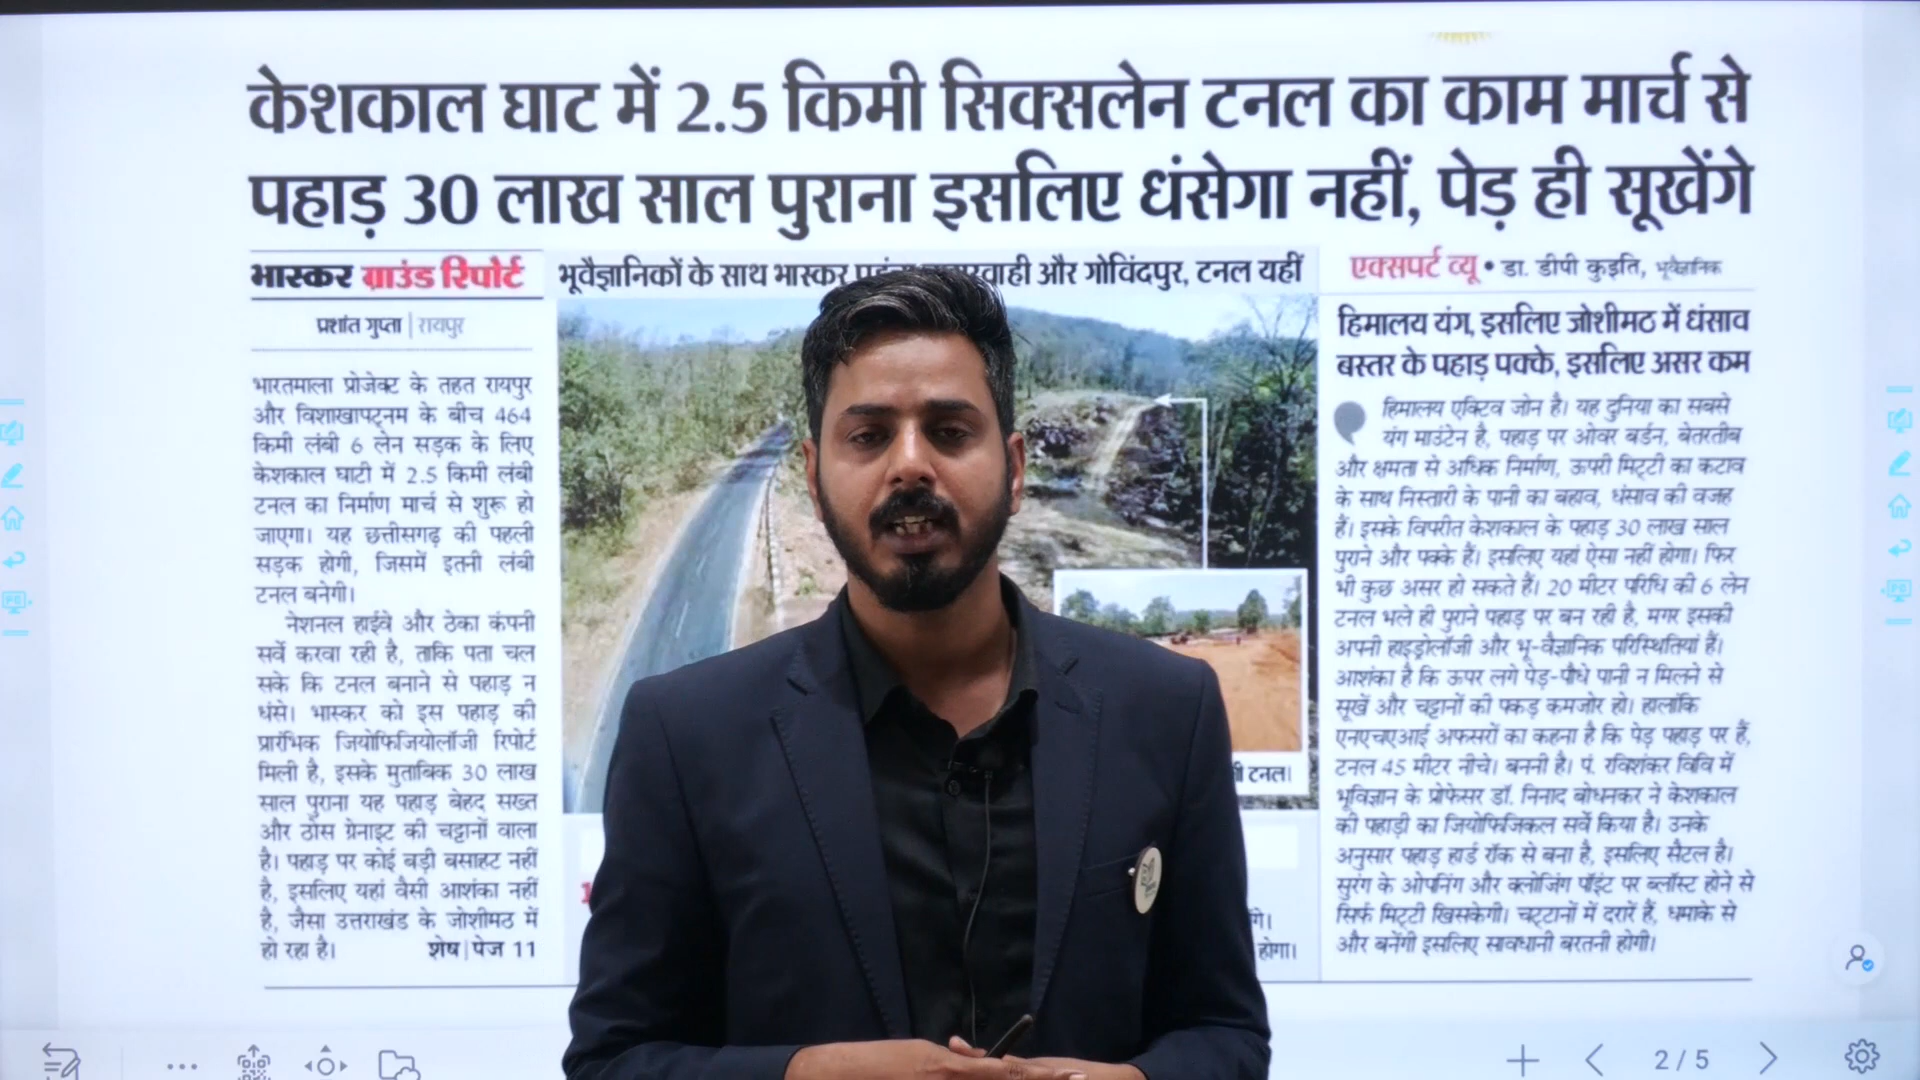 केशकाल घाट में 2.5 किमी सिक्सलेन टनल का काम मार्च से
पहाड़ 30 लाख साल पुराना इसलिए धंसेगा नहीं, पेड़ ही सूखेंगे
भास्कर ग्राउंड रिपोर्ट
प्रशांत गुप्ता | रायपुर
भारतमाला प्रोजेक्ट के तहत रायपुर
और विशाखापट्नम के बीच 464
किमी लंबी 6 लेन सड़क के लिए
केशकाल घाटी में 2.5 किमी लंबी
टनल का निर्माण मार्च से शुरू हो
जाएगा। यह छत्तीसगढ़ की पहली
सड़क होगी, जिसमें इतनी लंबी
टनल बनेगी।
नेशनल हाईवे और ठेका कंपनी
सर्वे करवा रही है, ताकि पता चल
सके कि टनल बनाने से पहाड़ न
धंसे। भास्कर को इस पहाड़ की
प्रारंभिक जियोफिजियोलॉजी रिपोर्ट
मिली है, इसके मुताबिक 30 लाख
साल पुराना यह पहाड़ बेहद सख्त
और ठोस ग्रेनाइट की चट्टानों वाला
है। पहाड़ पर कोई बड़ी बसाहट नहीं
है, इसलिए यहां वैसी आशंका नहीं
है, जैसा उत्तराखंड के जोशीमठ में
हो रहा है।
शेष|पेज 11
भूवैज्ञानिकों के साथ भास्कर और गोविंदपुर, टनल यहीं
टनल।
होगा।
एक्सपर्ट व्यू • डा. डीपी कुइति, भूवैज्ञानिक
हिमालय यंग, इसलिए जोशीमठ में धंसाव
बस्तर के पहाड़ पक्के, इसलिए असर कम
हिमालय एक्टिव जोन है। यह दुनिया का सबसे
यंग माउंटेन है, पहाड़ पर ओवर बर्डन, बेतरतीब
और क्षमता से अधिक निर्माण, ऊपरी मिट्टी का कटाव
के साथ निस्तारी के पानी का बहाव, धंसाव की वजह
हैं। इसके विपरीत केशकाल के पहाड़ 30 लाख साल
पुराने और पक्के हैं। इसलिए यहां ऐसा नहीं होगा। फिर
भी कुछ असर हो सकते हैं। 20 मीटर परिधि की 6 लेन
टनल भले ही पुराने पहाड़ पर बन रही है, मगर इसकी
अपनी हाइड्रोलॉजी और भू-वैज्ञानिक परिस्थितियां हैं।
आशंका है कि ऊपर लगे पेड़-पौधे पानी न मिलने से
सूखें और चट्टानों की पकड़ कमजोर हो। हालांकि
एनएचएआई अफसरों का कहना है कि पेड़ पहाड़ पर हैं,
टनल 45 मीटर नीचे। बननी है। पं. रविशंकर विवि में
भूविज्ञान के प्रोफेसर डॉ. निनाद बोधनकर ने केशकाल
की पहाड़ी का जियोफिजिकल सर्वे किया है। उनके
अनुसार पहाड़ हार्ड रॉक से बना है, इसलिए सैटल है।
सुरंग के ओपनिंग और क्लोजिंग पॉइंट पर ब्लॉस्ट होने से
सिर्फ मिट्टी खिसकेगी। चट्टानों में दरारें हैं, धमाके से
और बनेंगी इसलिए सावधानी बरतनी होगी।
2/5